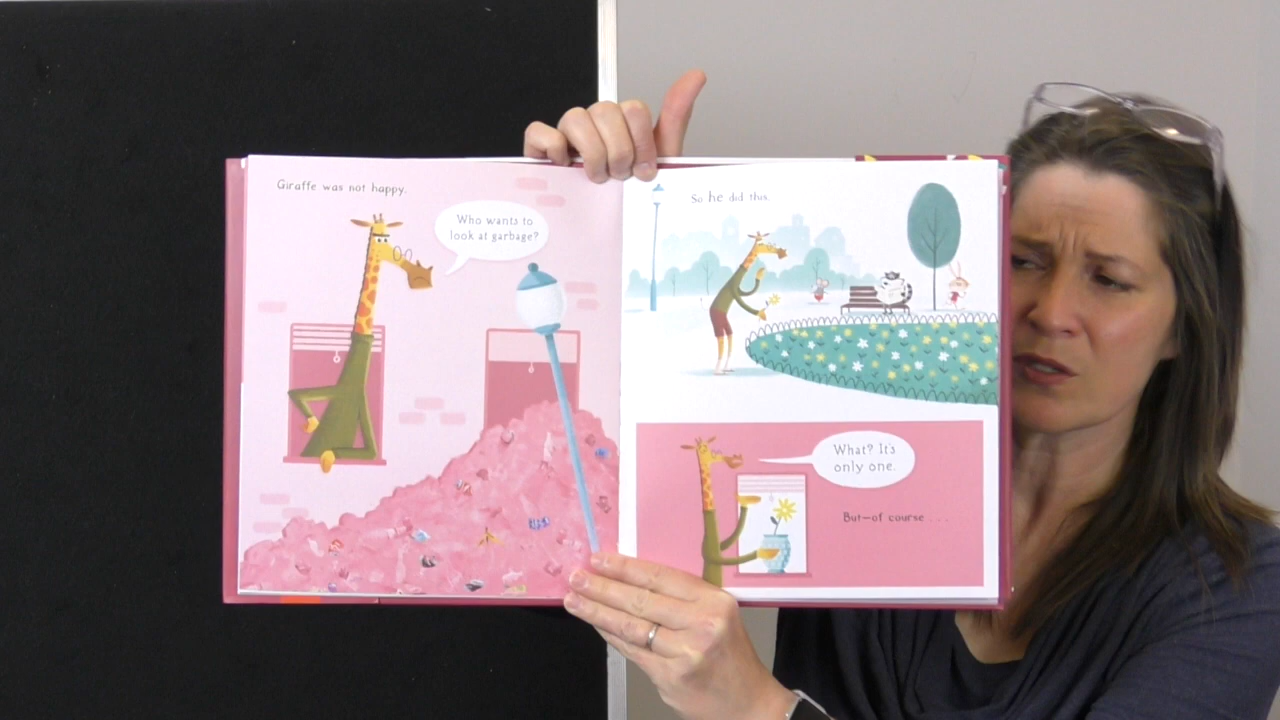 Giraffe was not happy.
Who wants to
look at garbage?
So he did this.
What? It's
only one.
But—of course . . .